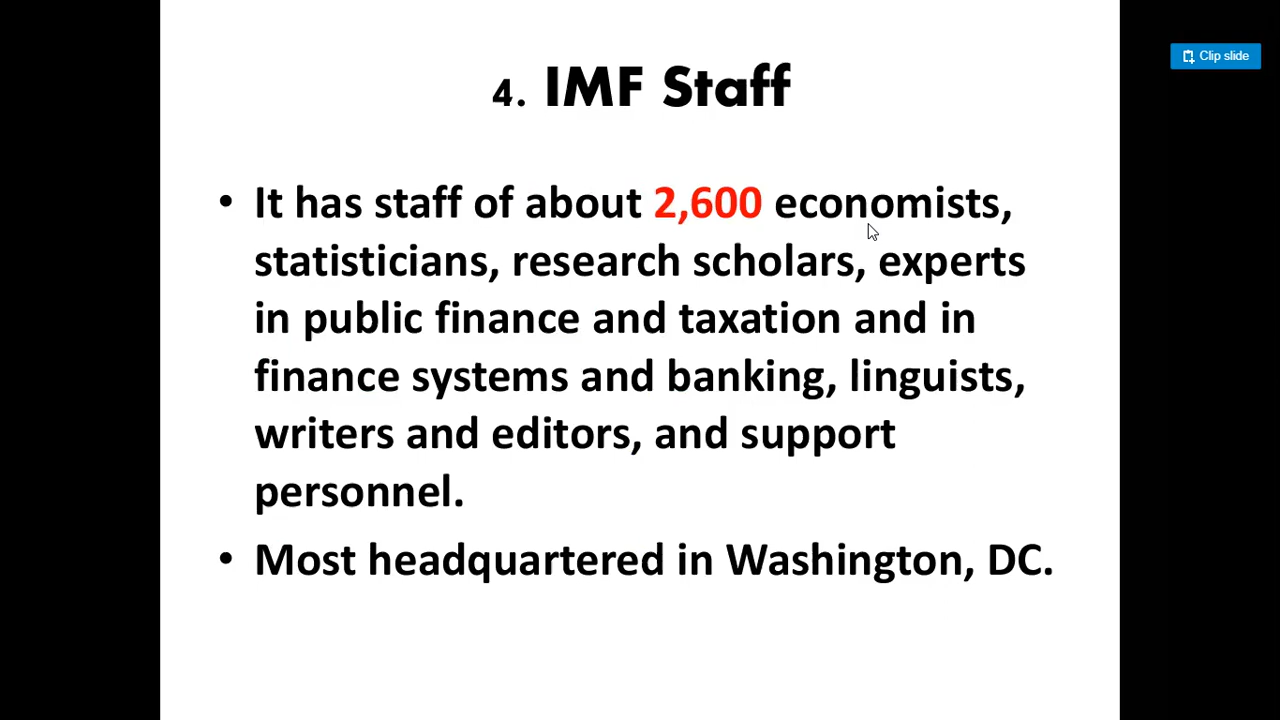 Clip slide
4. IMF Staff
• It has staff of about 2,600 economists,
statisticians, research scholars, experts
in public finance and taxation and in
finance systems and banking, linguists,
writers and editors, and support
personnel.
• Most headquartered in Washington, DC.